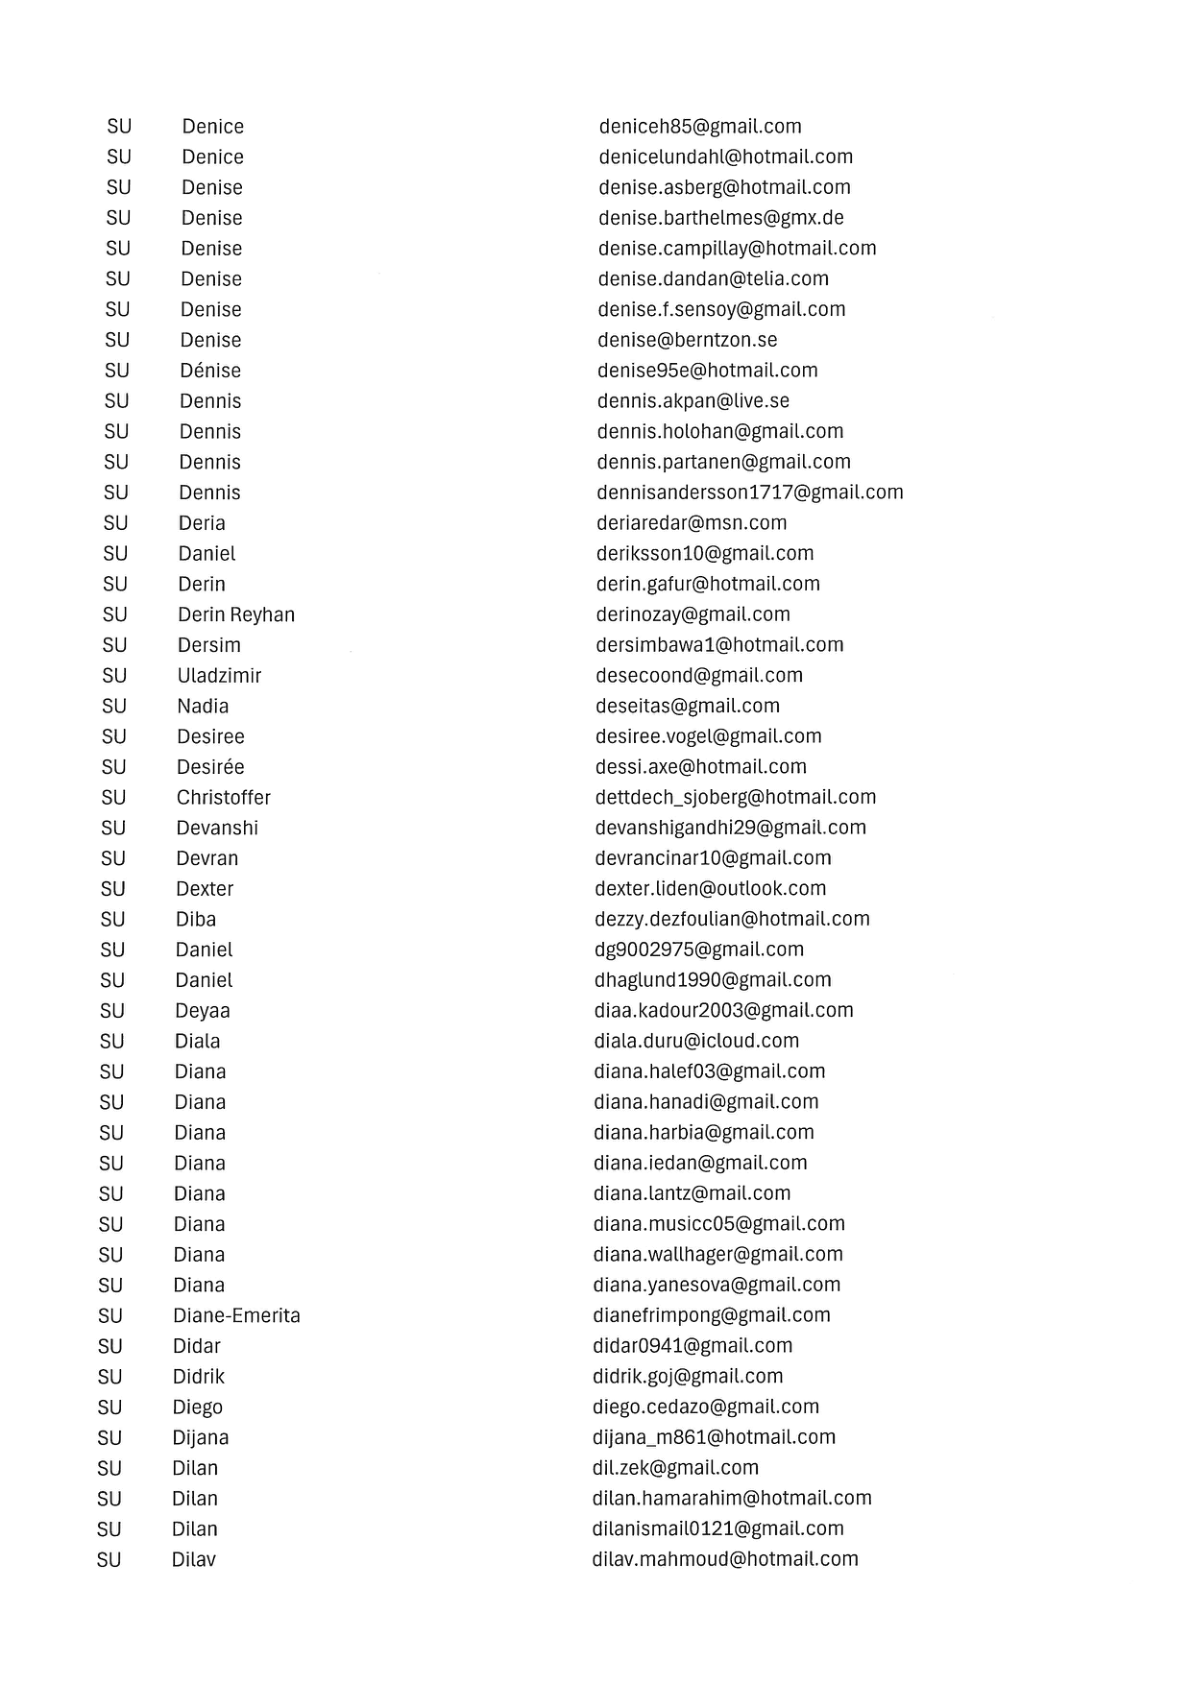 SU Denice deniceh85@gmail.com
SU Denice denicelundahl@hotmail.com
SU Denise denise.asberg@hotmail.com
SU Denise denise.barthelmes@gmx.de
SU Denise denise.campillay@hotmail.com
SU Denise denise.dandan@telia.com
SU Denise denise.f.sensoy@gmail.com
SU Denise denise@berntzon.se
SU Dénise denise95e@hotmail.com
SU Dennis dennis.akpan@live.se
SU Dennis dennis.holohan@gmail.com
SU Dennis dennis.partanen@gmail.com
SU Dennis dennisandersson1717@gmail.com
SU Deria deriaredar@msn.com
SU Daniel deriksson10@gmail.com
SU Derin derin.gafur@hotmail.com
SU Derin Reyhan derinozay@gmail.com
SU Dersim dersimbawa1@hotmail.com
SU Uladzimir desecoond@gmail.com
SU Nadia deseitas@gmail.com
SU Desiree desiree.vogel@gmail.com
SU Desirée dessi.axe@hotmail.com
SU Christoffer dettdech_sjoberg@hotmail.com
SU Devanshi devanshigandhi29@gmail.com
SU Devran devrancinar10@gmail.com
SU Dexter dexter.liden@outlook.com
SU Diba dezzy.dezfoulian@hotmail.com
SU Daniel dg9002975@gmail.com
SU Daniel dhaglund1990@gmail.com
SU Deyaa diaa.kadour2003@gmail.com
SU Diala diala.duru@icloud.com
SU Diana diana.halef03@gmail.com
SU Diana diana.hanadi@gmail.com
SU Diana diana.harbia@gmail.com
SU Diana diana.iedan@gmail.com
SU Diana diana.lantz@mail.com
SU Diana diana.musicc05@gmail.com
SU Diana diana.wallhager@gmail.com
SU Diana diana.yanesova@gmail.com
SU Diane-Emerita dianefrimpong@gmail.com
SU Didar didar0941@gmail.com
SU Didrik didrik.goj@gmail.com
SU Diego diego.cedazo@gmail.com
SU Dijana dijana_m861@hotmail.com
SU Dilan dil.zek@gmail.com
SU Dilan dilan.hamarahim@hotmail.com
SU Dilan dilanismail0121@gmail.com
SU Dilav dilav.mahmoud@hotmail.com